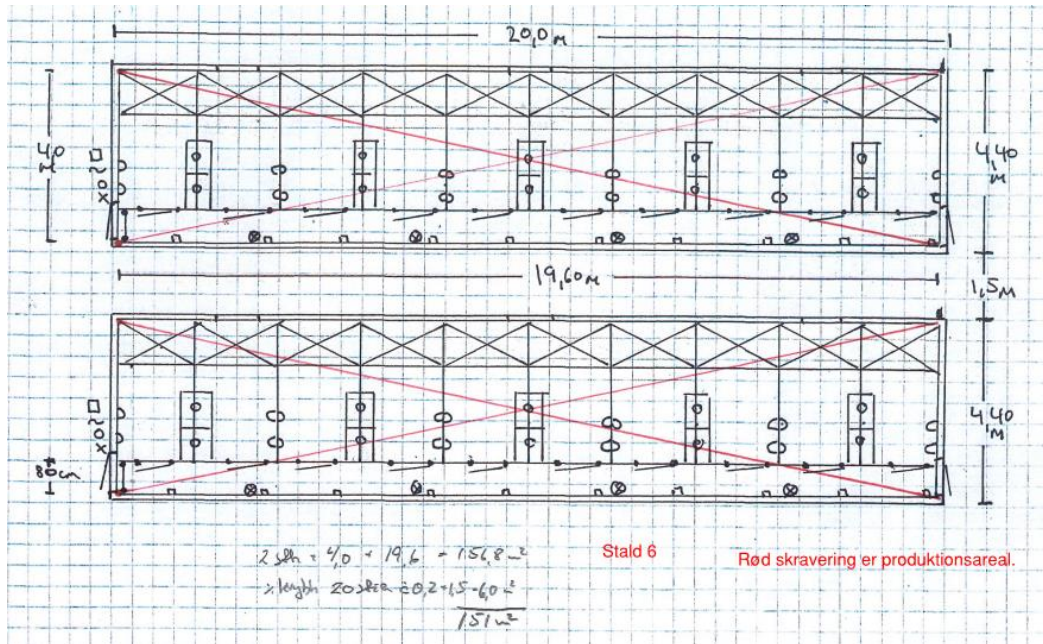 20,0 M
4,0 M
4,40 M
X □
19,60 M
1,5 M
X □
4,40 M
80 cm
2 stk = 4,0 * 19,6 = 156,8 m²
20 stk = 0,2 * 1,5 = 6,0 m²
151 m²
Stald 6
Rød skravering er produktionsareal.